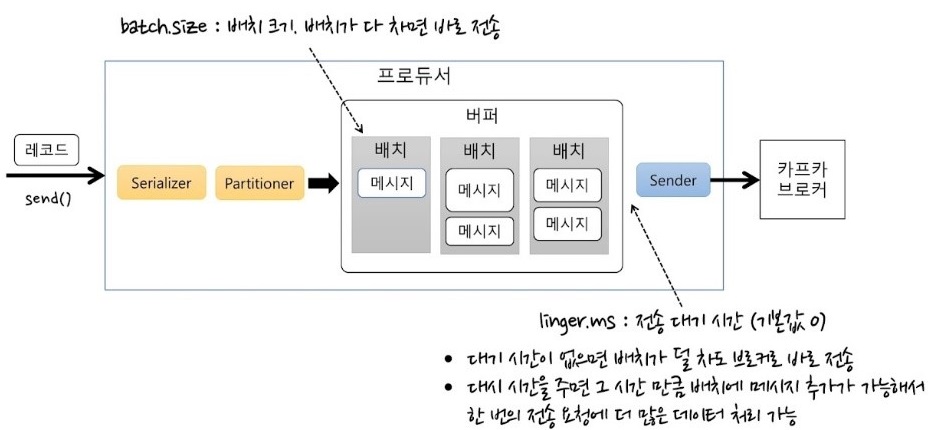 batch.size : 배치 크기. 배치가 다 차면 바로 전송
프로듀서
버퍼
레코드
send()
Serializer
Partitioner
배치
메시지
배치
메시지
메시지
배치
메시지
메시지
Sender
카프카
브로커
linger.ms : 전송 대기 시간 (기본값 0)
• 대기 시간이 없으면 배치가 덜 차도 브로커로 바로 전송
• 대시 시간을 주면 그 시간 만큼 배치에 메시지 추가가 가능해서
한 번의 전송 요청에 더 많은 데이터 처리 가능